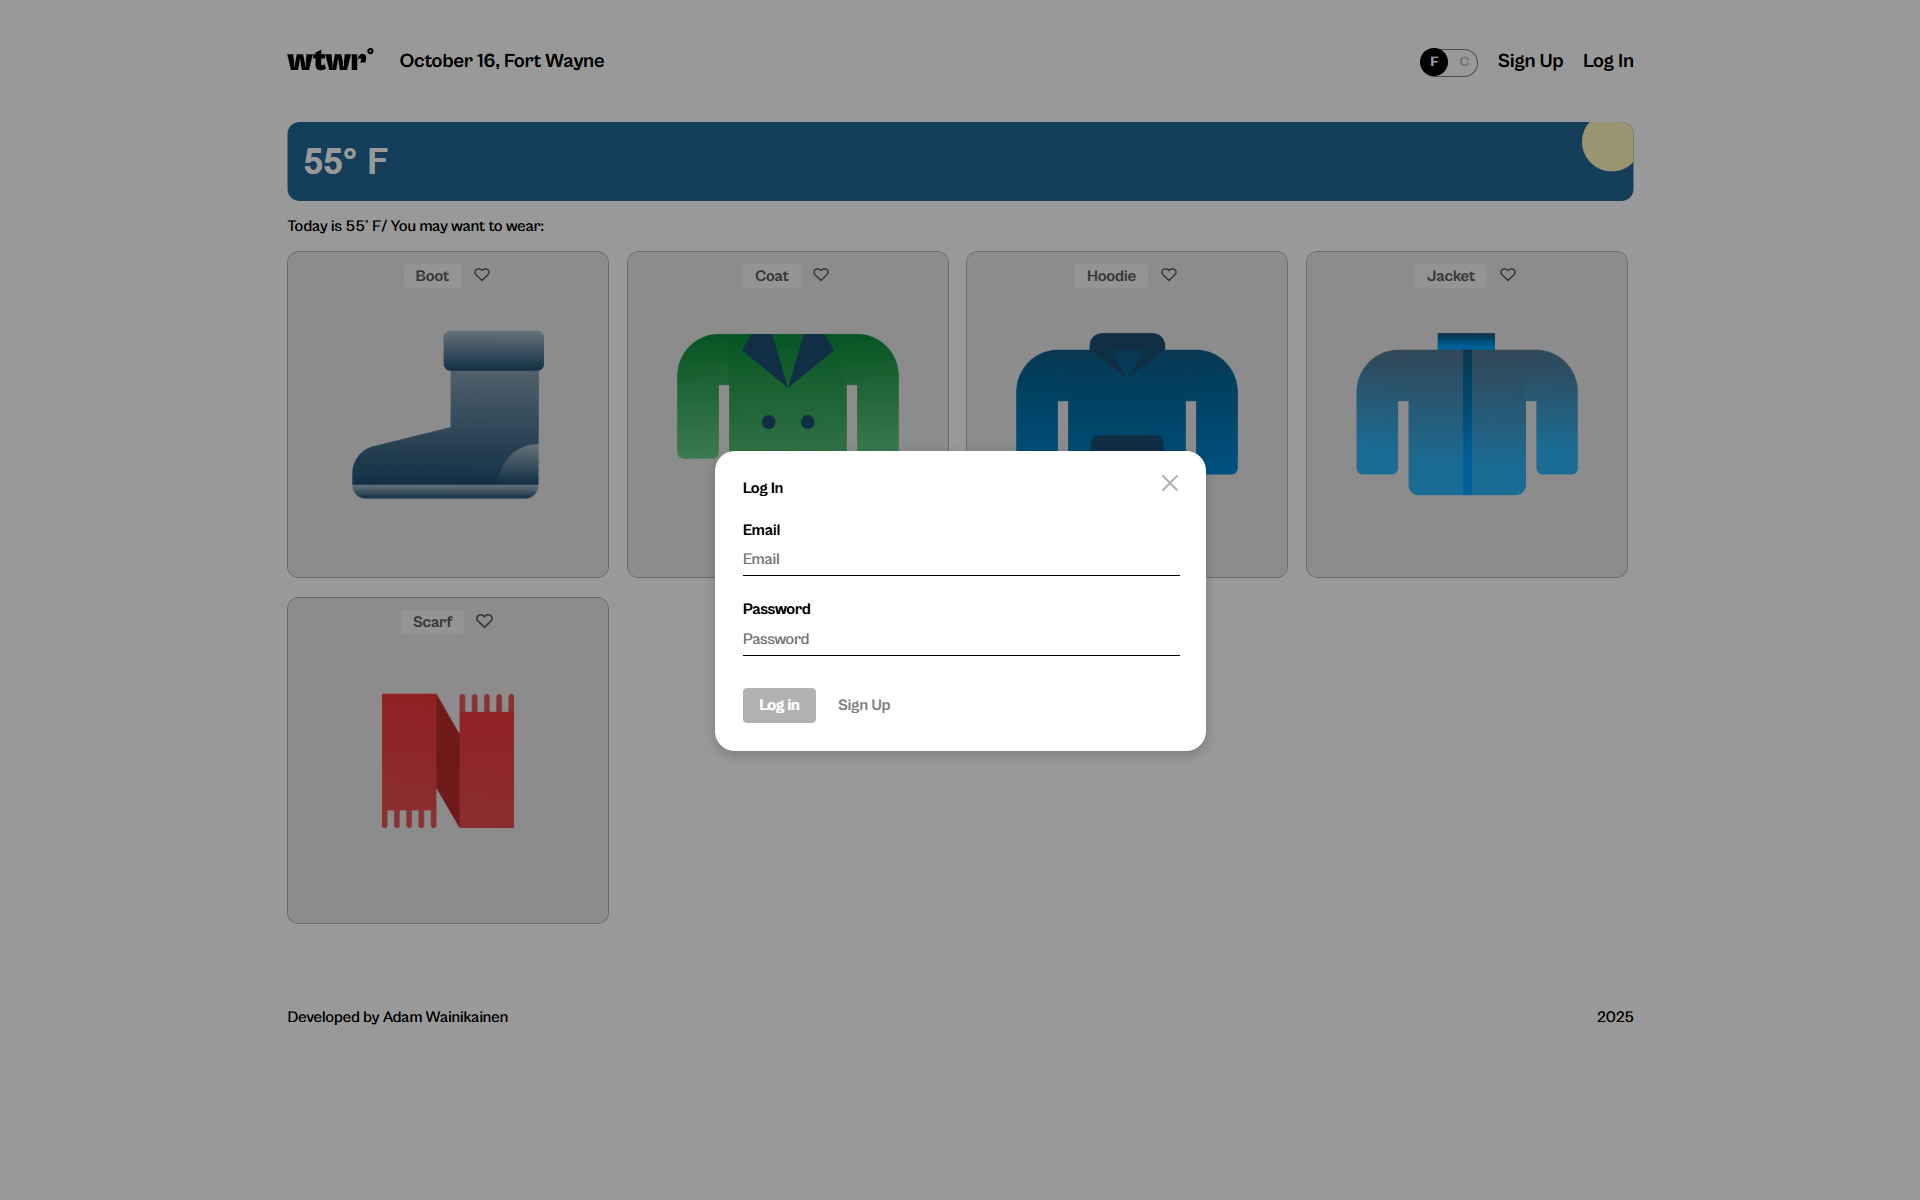 wtwr°
October 16, Fort Wayne
F C
Sign Up
Log In
55° F
Today is 55° F/ You may want to wear:
Boot
Coat
Hoodie
Jacket
Log In
Email
Email
Password
Password
Log in
Sign Up
Scarf
Developed by Adam Wainikainen
2025